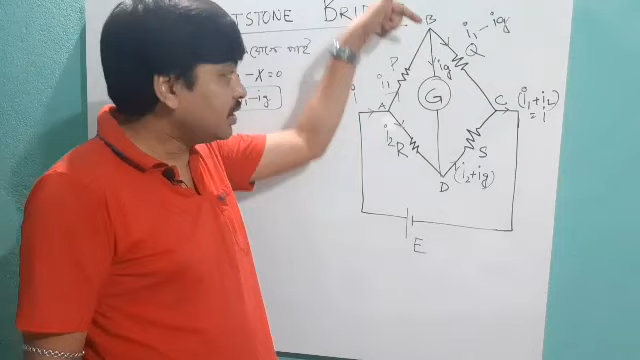 TSTONE BRID
- X = 0
i₁ - ig
B
i₁ - ig
P
Q
ig
i₁
G
i
A
C
(i₁ + i₂)
= i
i₂
R
S
D
(i₂ + ig)
E